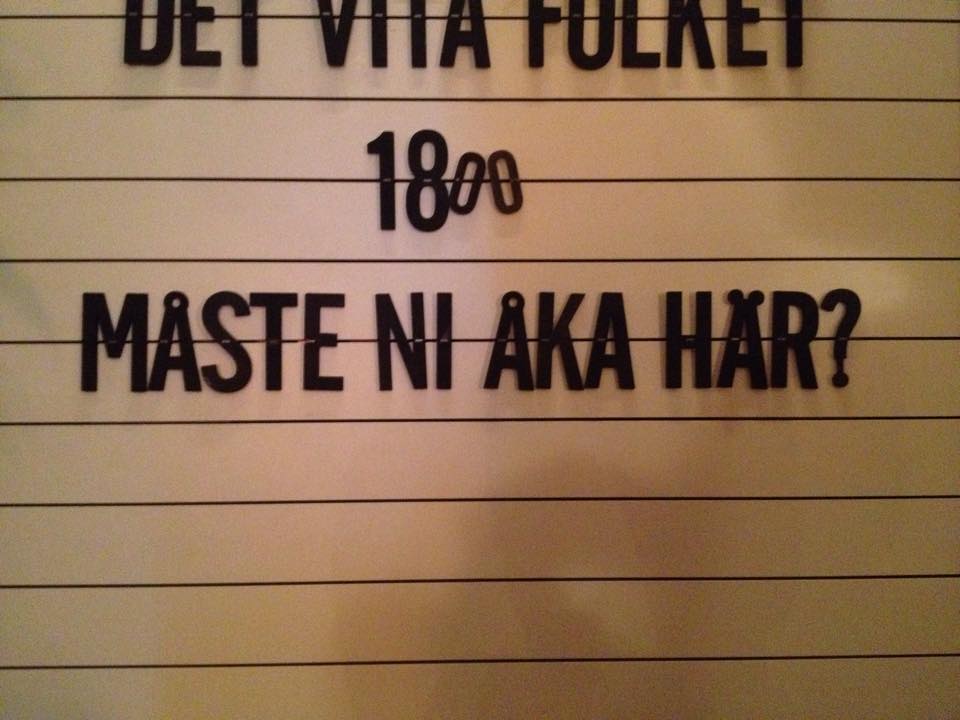 DET VITA FOLKET
1800
MÅSTE NI ÅKA HÄR?